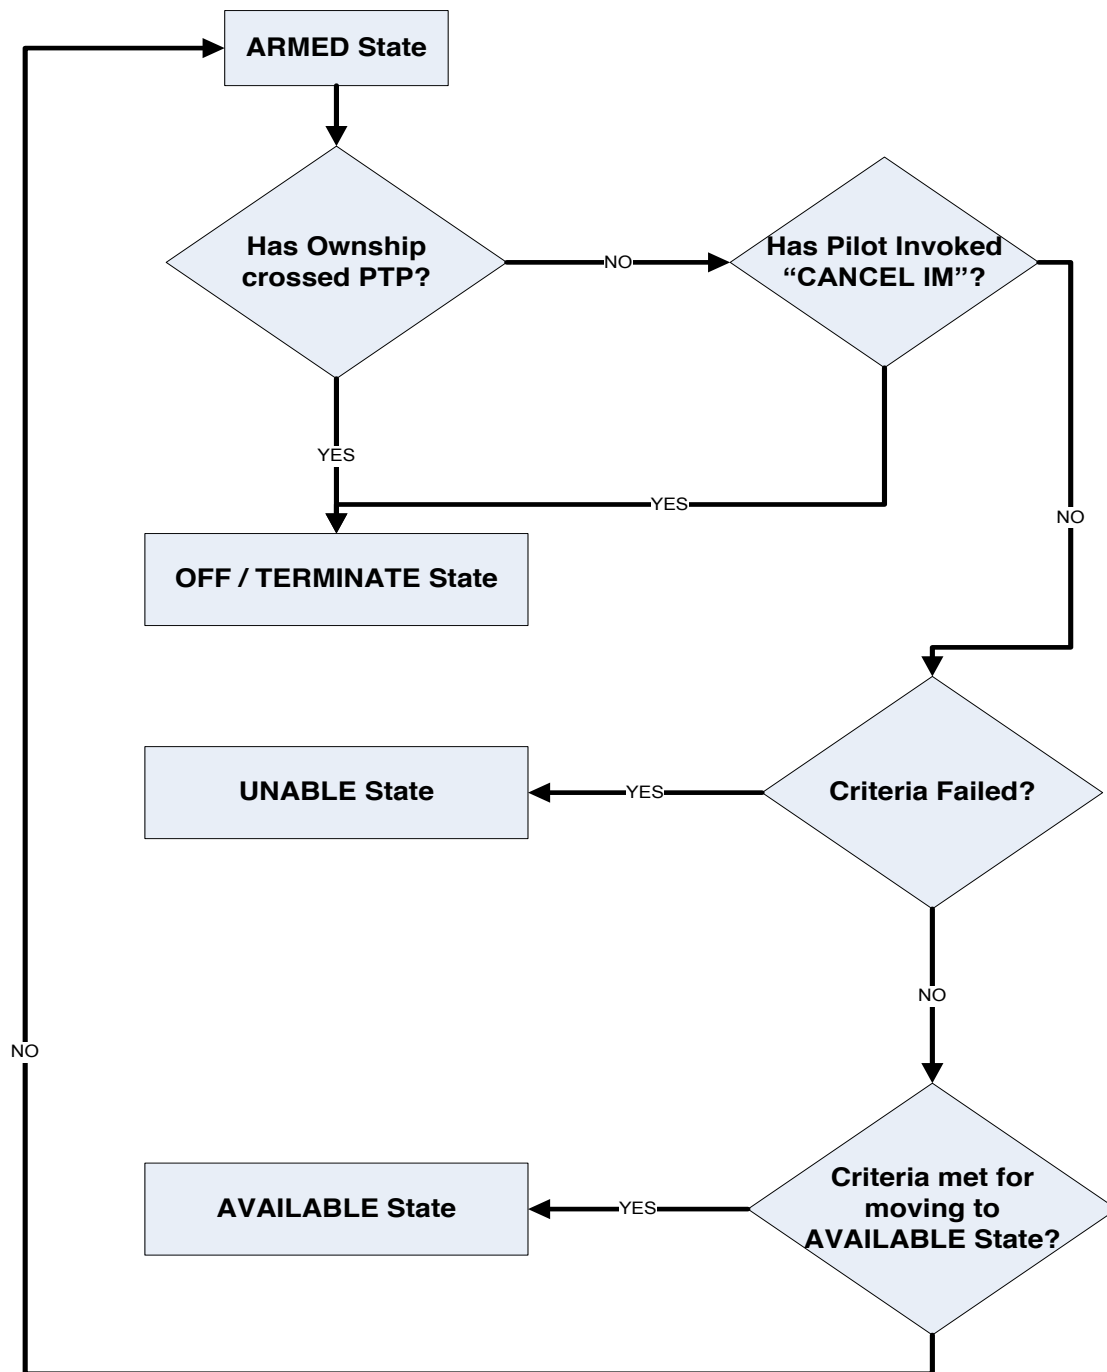 ARMED State
Has Ownship
crossed PTP?
NO
Has Pilot Invoked
“CANCEL IM”?
YES
YES
NO
OFF / TERMINATE State
UNABLE State
YES
Criteria Failed?
NO
NO
AVAILABLE State
YES
Criteria met for
moving to
AVAILABLE State?